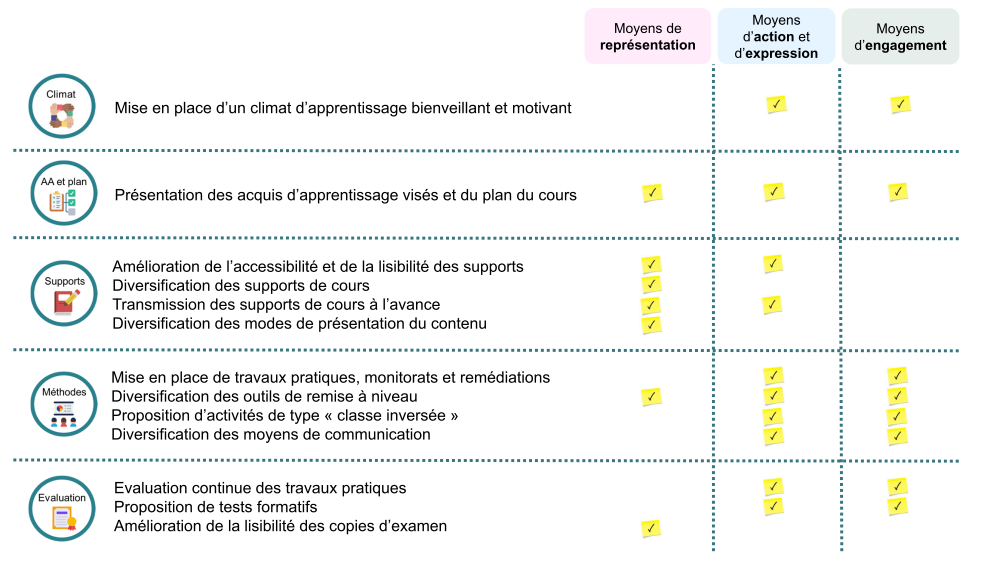 Moyens de
représentation
Moyens
d’action et
d’expression
Moyens
d’engagement
Climat
Mise en place d’un climat d’apprentissage bienveillant et motivant
AA et plan
Présentation des acquis d’apprentissage visés et du plan du cours
Supports
Amélioration de l’accessibilité et de la lisibilité des supports
Diversification des supports de cours
Transmission des supports de cours à l’avance
Diversification des modes de présentation du contenu
Méthodes
Mise en place de travaux pratiques, monitorats et remédiations
Diversification des outils de remise à niveau
Proposition d’activités de type « classe inversée »
Diversification des moyens de communication
Evaluation
Evaluation continue des travaux pratiques
Proposition de tests formatifs
Amélioration de la lisibilité des copies d’examen